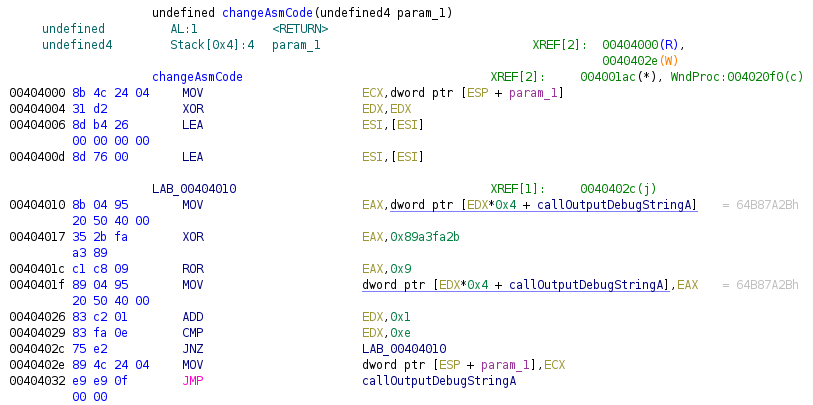 undefined changeAsmCode(undefined4 param_1)
undefined AL:1 <RETURN>
undefined4 Stack[0x4]:4 param_1 XREF[2]: 00404000(R),
0040402e(W)
changeAsmCode XREF[2]: 004001ac(*), WndProc:004020f0(c)
00404000 8b 4c 24 04 MOV ECX,dword ptr [ESP + param_1]
00404004 31 d2 XOR EDX,EDX
00404006 8d b4 26 LEA ESI,[ESI]
00 00 00 00
0040400d 8d 76 00 LEA ESI,[ESI]
LAB_00404010 XREF[1]: 0040402c(j)
00404010 8b 04 95 MOV EAX,dword ptr [EDX*0x4 + callOutputDebugStringA] = 64B87A2Bh
20 50 40 00
00404017 35 2b fa XOR EAX,0x89a3fa2b
a3 89
0040401c c1 c8 09 ROR EAX,0x9
0040401f 89 04 95 MOV dword ptr [EDX*0x4 + callOutputDebugStringA],EAX = 64B87A2Bh
20 50 40 00
00404026 83 c2 01 ADD EDX,0x1
00404029 83 fa 0e CMP EDX,0xe
0040402c 75 e2 JNZ LAB_00404010
0040402e 89 4c 24 04 MOV dword ptr [ESP + param_1],ECX
00404032 e9 e9 0f JMP callOutputDebugStringA
00 00